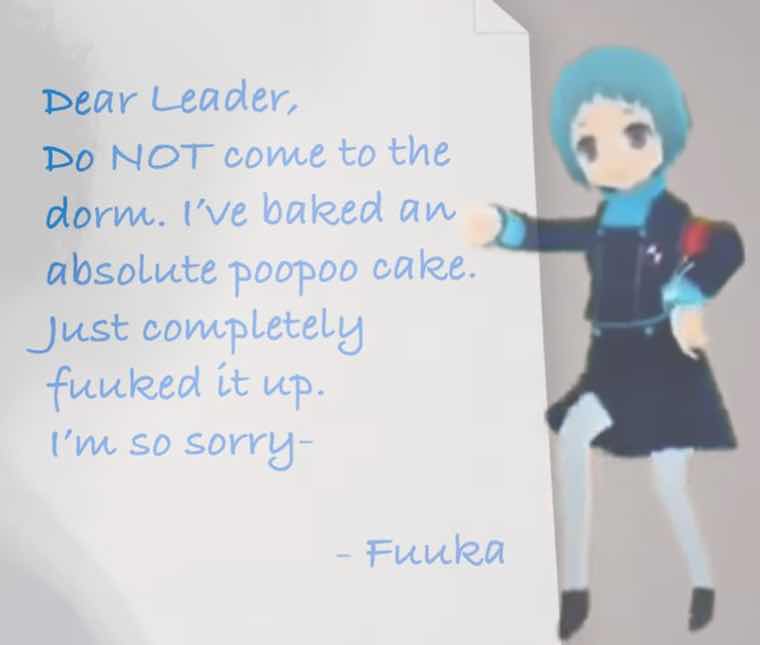 Dear Leader,
Do NOT come to the
dorm. I've baked an
absolute poopoo cake.
Just completely
fuuked it up.
I'm so sorry-
- Fuuka